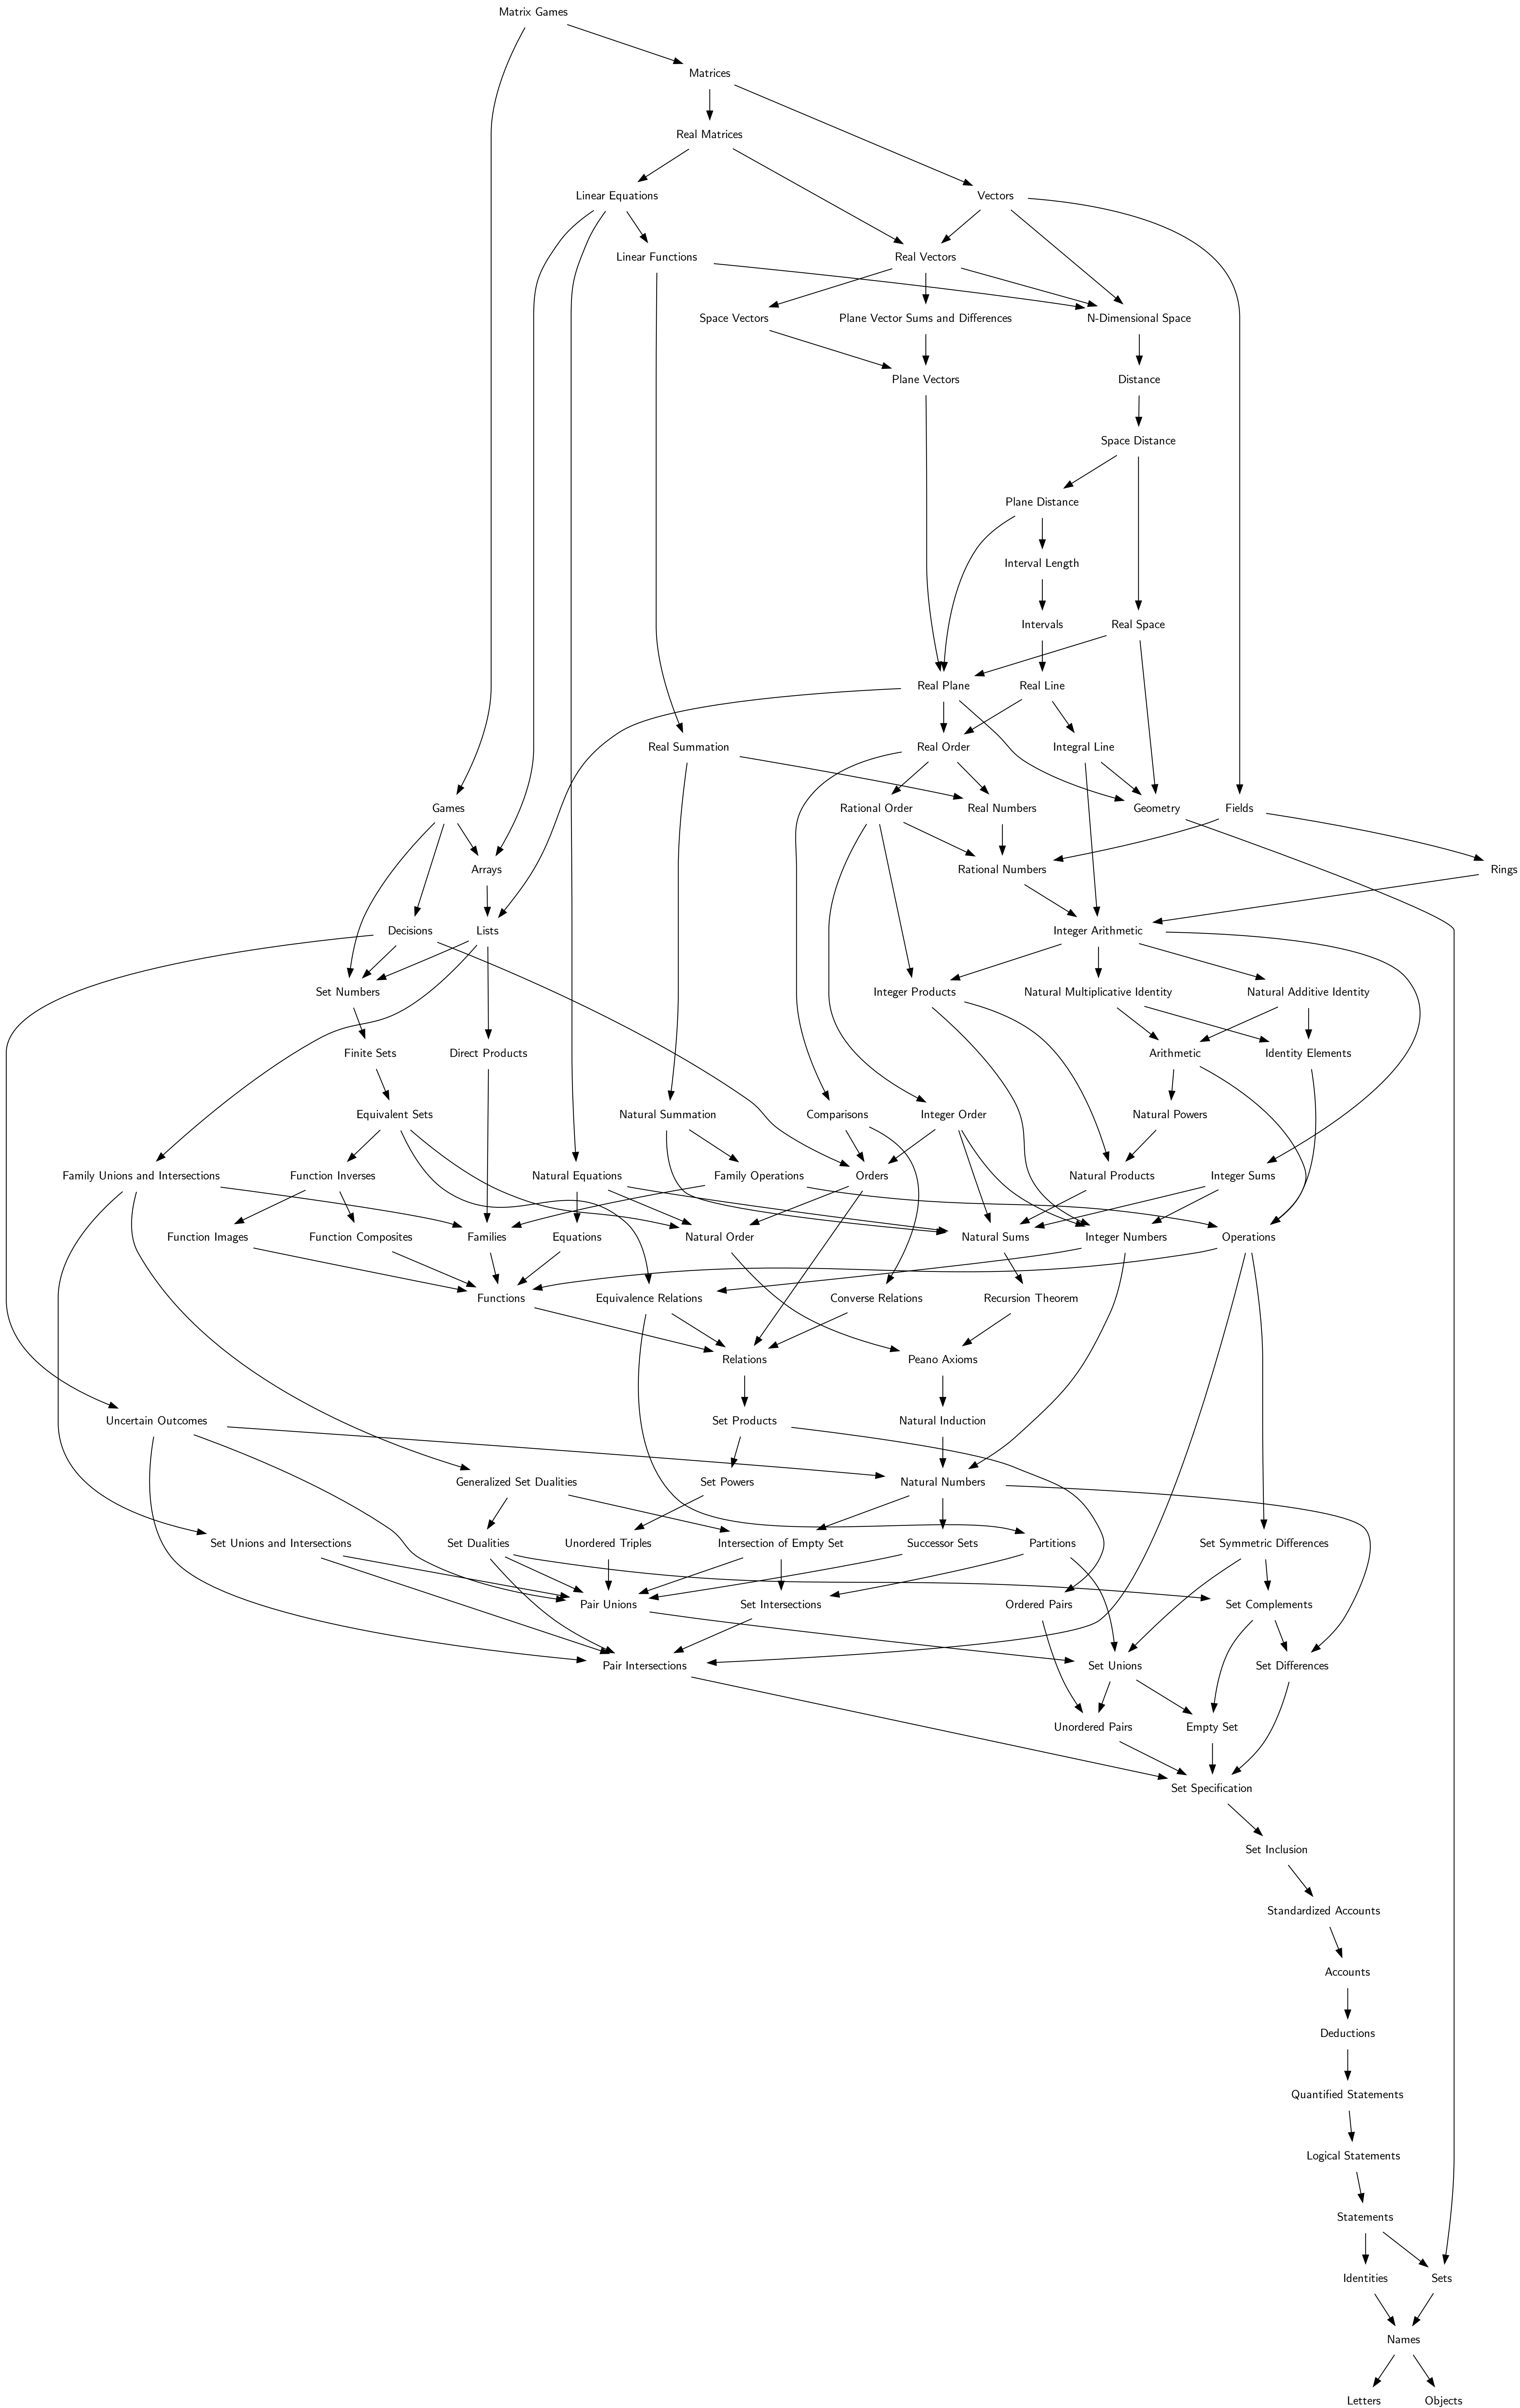 Matrix Games
Matrices
Real Matrices
Linear Equations
Vectors
Linear Functions
Real Vectors
Space Vectors
Plane Vector Sums and Differences
N-Dimensional Space
Plane Vectors
Distance
Space Distance
Plane Distance
Interval Length
Intervals
Real Space
Real Plane
Real Line
Real Summation
Real Order
Integral Line
Games
Rational Order
Real Numbers
Geometry
Fields
Arrays
Rational Numbers
Rings
Decisions
Lists
Integer Arithmetic
Set Numbers
Integer Products
Natural Multiplicative Identity
Natural Additive Identity
Finite Sets
Direct Products
Arithmetic
Identity Elements
Equivalent Sets
Natural Summation
Comparisons
Integer Order
Natural Powers
Family Unions and Intersections
Function Inverses
Natural Equations
Family Operations
Orders
Natural Products
Integer Sums
Function Images
Function Composites
Families
Equations
Natural Order
Natural Sums
Integer Numbers
Operations
Functions
Equivalence Relations
Converse Relations
Recursion Theorem
Relations
Peano Axioms
Uncertain Outcomes
Set Products
Natural Induction
Generalized Set Dualities
Set Powers
Natural Numbers
Set Unions and Intersections
Set Dualities
Unordered Triples
Intersection of Empty Set
Successor Sets
Partitions
Set Symmetric Differences
Pair Unions
Set Intersections
Ordered Pairs
Set Complements
Pair Intersections
Set Unions
Set Differences
Unordered Pairs
Empty Set
Set Specification
Set Inclusion
Standardized Accounts
Accounts
Deductions
Quantified Statements
Logical Statements
Statements
Identities
Sets
Names
Letters
Objects